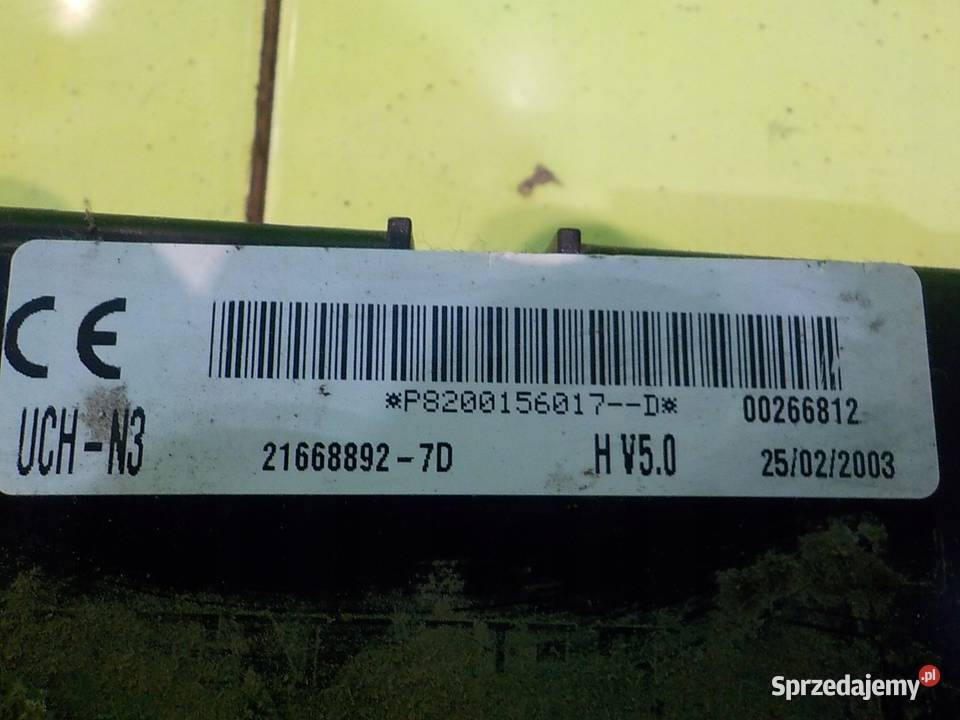 CE
*P8200156017--D* 00266812
UCH-N3 21668892-7D H V5.0 25/02/2003
Sprzedajemy.pl